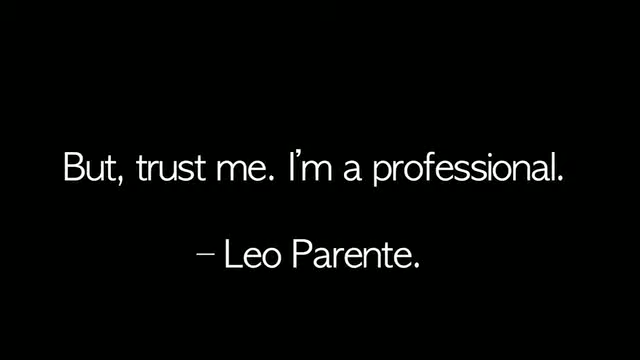 But, trust me. I’m a professional.
– Leo Parente.